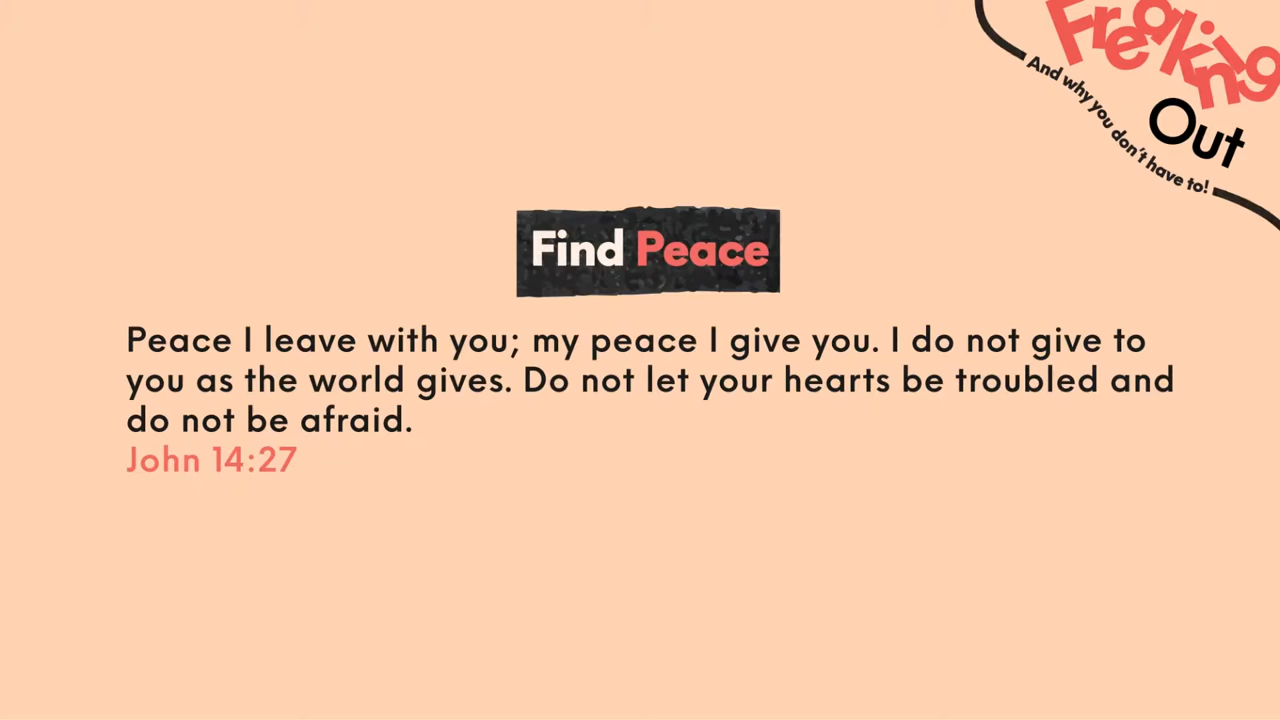 Freaking
Out
And why you don't have to!
Find Peace
Peace I leave with you; my peace I give you. I do not give to
you as the world gives. Do not let your hearts be troubled and
do not be afraid.
John 14:27